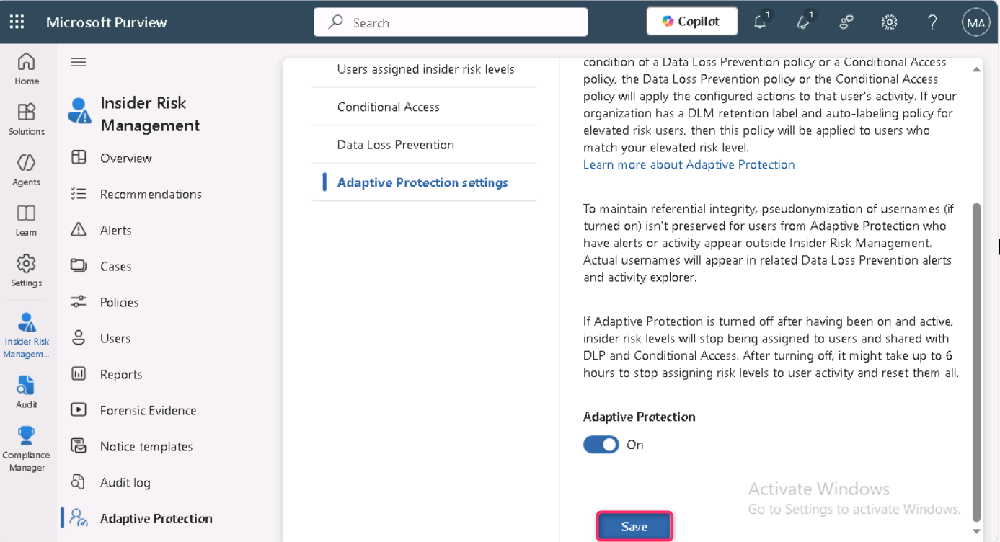 Microsoft Purview
Search
Copilot
1
1
?
MA
Home
Solutions
Agents
Learn
Settings
Insider Risk
Managem...
Audit
Compliance
Manager
Insider Risk
Management
Overview
Recommendations
Alerts
Cases
Policies
Users
Reports
Forensic Evidence
Notice templates
Audit log
Adaptive Protection
Users assigned insider risk levels
Conditional Access
Data Loss Prevention
Adaptive Protection settings
condition of a Data Loss Prevention policy or a Conditional Access
policy, the Data Loss Prevention policy or the Conditional Access
policy will apply the configured actions to that user's activity. If your
organization has a DLM retention label and auto-labeling policy for
elevated risk users, then this policy will be applied to users who
match your elevated risk level.
Learn more about Adaptive Protection
To maintain referential integrity, pseudonymization of usernames (if
turned on) isn't preserved for users from Adaptive Protection who
have alerts or activity appear outside Insider Risk Management.
Actual usernames will appear in related Data Loss Prevention alerts
and activity explorer.
If Adaptive Protection is turned off after having been on and active,
insider risk levels will stop being assigned to users and shared with
DLP and Conditional Access. After turning off, it might take up to 6
hours to stop assigning risk levels to user activity and reset them all.
Adaptive Protection
On
Activate Windows
Go to Settings to activate Windows.
Save